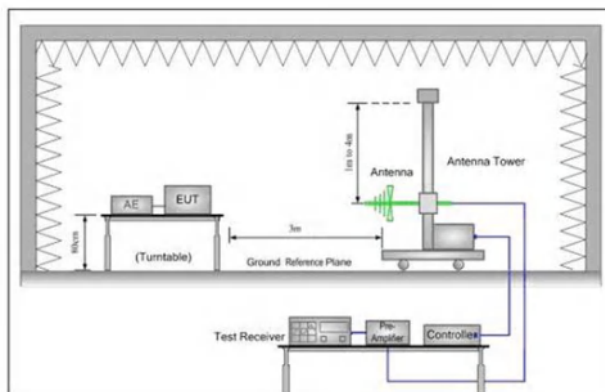 1m to 4m
Antenna
Antenna Tower
AE
EUT
80cm
(Turntable)
3m
Ground Reference Plane
Test Receiver
Pre-
Amplifier
Controller